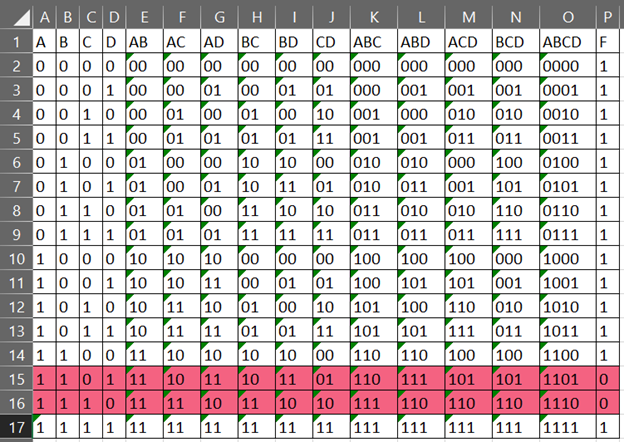 A B C D E F G H I J K L M N O P
1 A B C D AB AC AD BC BD CD ABC ABD ACD BCD ABCD F
2 0 0 0 0 00 00 00 00 00 00 000 000 000 000 0000 1
3 0 0 0 1 00 00 01 00 01 01 000 001 001 001 0001 1
4 0 0 1 0 00 01 00 01 00 10 001 000 010 010 0010 1
5 0 0 1 1 00 01 01 01 01 11 001 001 011 011 0011 1
6 0 1 0 0 01 00 00 10 10 00 010 010 000 100 0100 1
7 0 1 0 1 01 00 01 10 11 01 010 011 001 101 0101 1
8 0 1 1 0 01 01 00 11 10 10 011 010 010 110 0110 1
9 0 1 1 1 01 01 01 11 11 11 011 011 011 111 0111 1
10 1 0 0 0 10 10 10 00 00 00 100 100 100 000 1000 1
11 1 0 0 1 10 10 11 00 01 01 100 101 101 001 1001 1
12 1 0 1 0 10 11 10 01 00 10 101 100 110 010 1010 1
13 1 0 1 1 10 11 11 01 01 11 101 101 111 011 1011 1
14 1 1 0 0 11 10 10 10 10 00 110 110 100 100 1100 1
15 1 1 0 1 11 10 11 10 11 01 110 111 101 101 1101 0
16 1 1 1 0 11 11 10 11 10 10 111 110 110 110 1110 0
17 1 1 1 1 11 11 11 11 11 11 111 111 111 111 1111 1